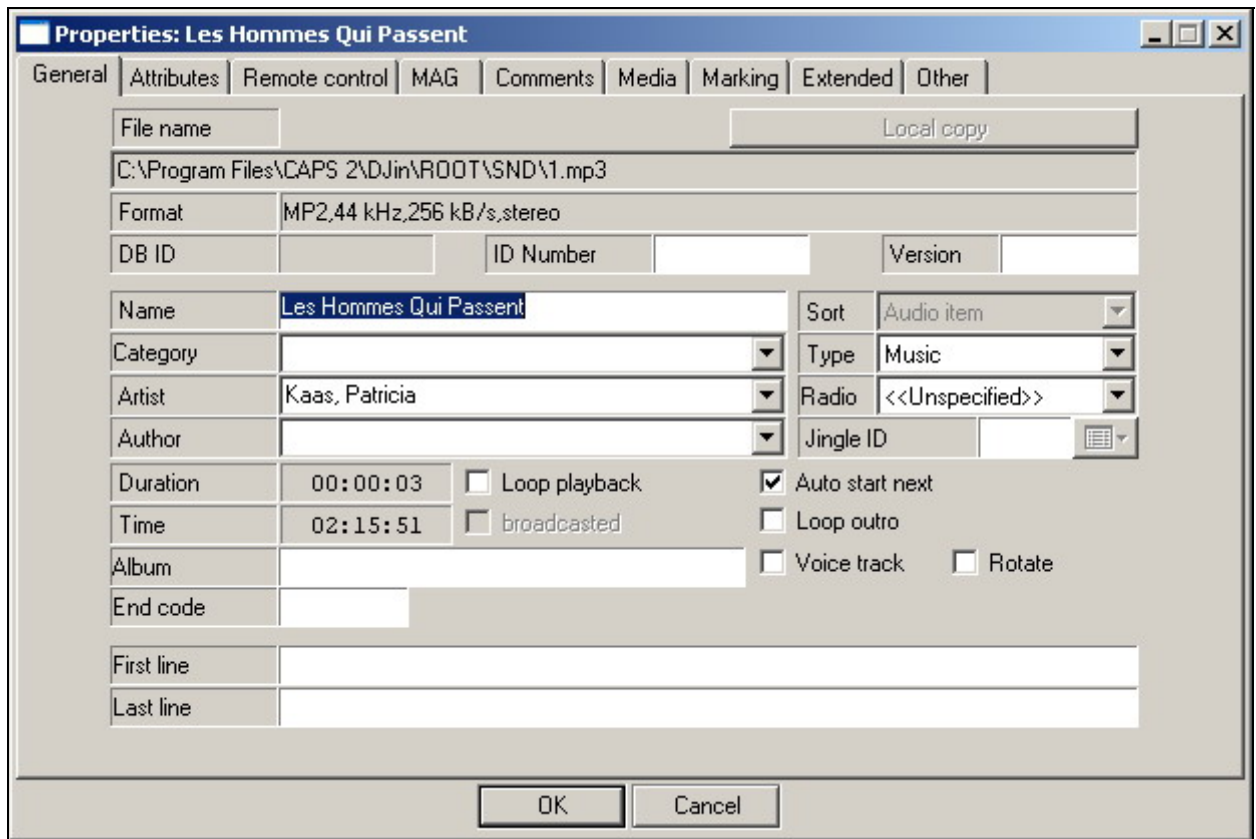 Properties: Les Hommes Qui Passent
General Attributes Remote control MAG Comments Media Marking Extended Other
File name Local copy
C:\Program Files\CAPS 2\DJin\ROOT\SND\1.mp3
Format MP2,44 kHz,256 kB/s,stereo
DB ID ID Number Version
Name Les Hommes Qui Passent Sort Audio item
Category Type Music
Artist Kaas, Patricia Radio <<Unspecified>>
Author Jingle ID
Duration 00:00:03 Loop playback Auto start next
Time 02:15:51 broadcasted Loop outro
Album Voice track Rotate
End code
First line
Last line
OK Cancel